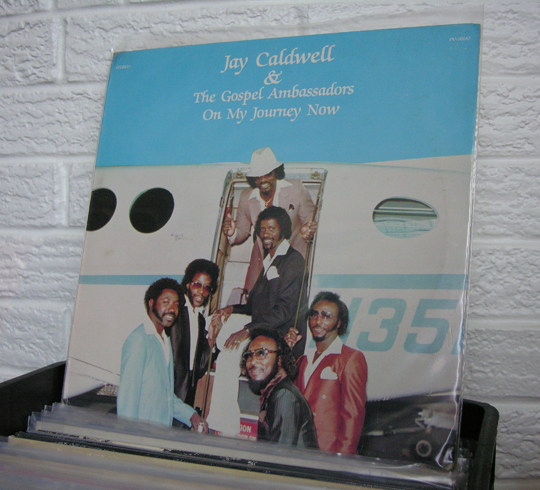 Jay Caldwell
&
The Gospel Ambassadors
On My Journey Now
135